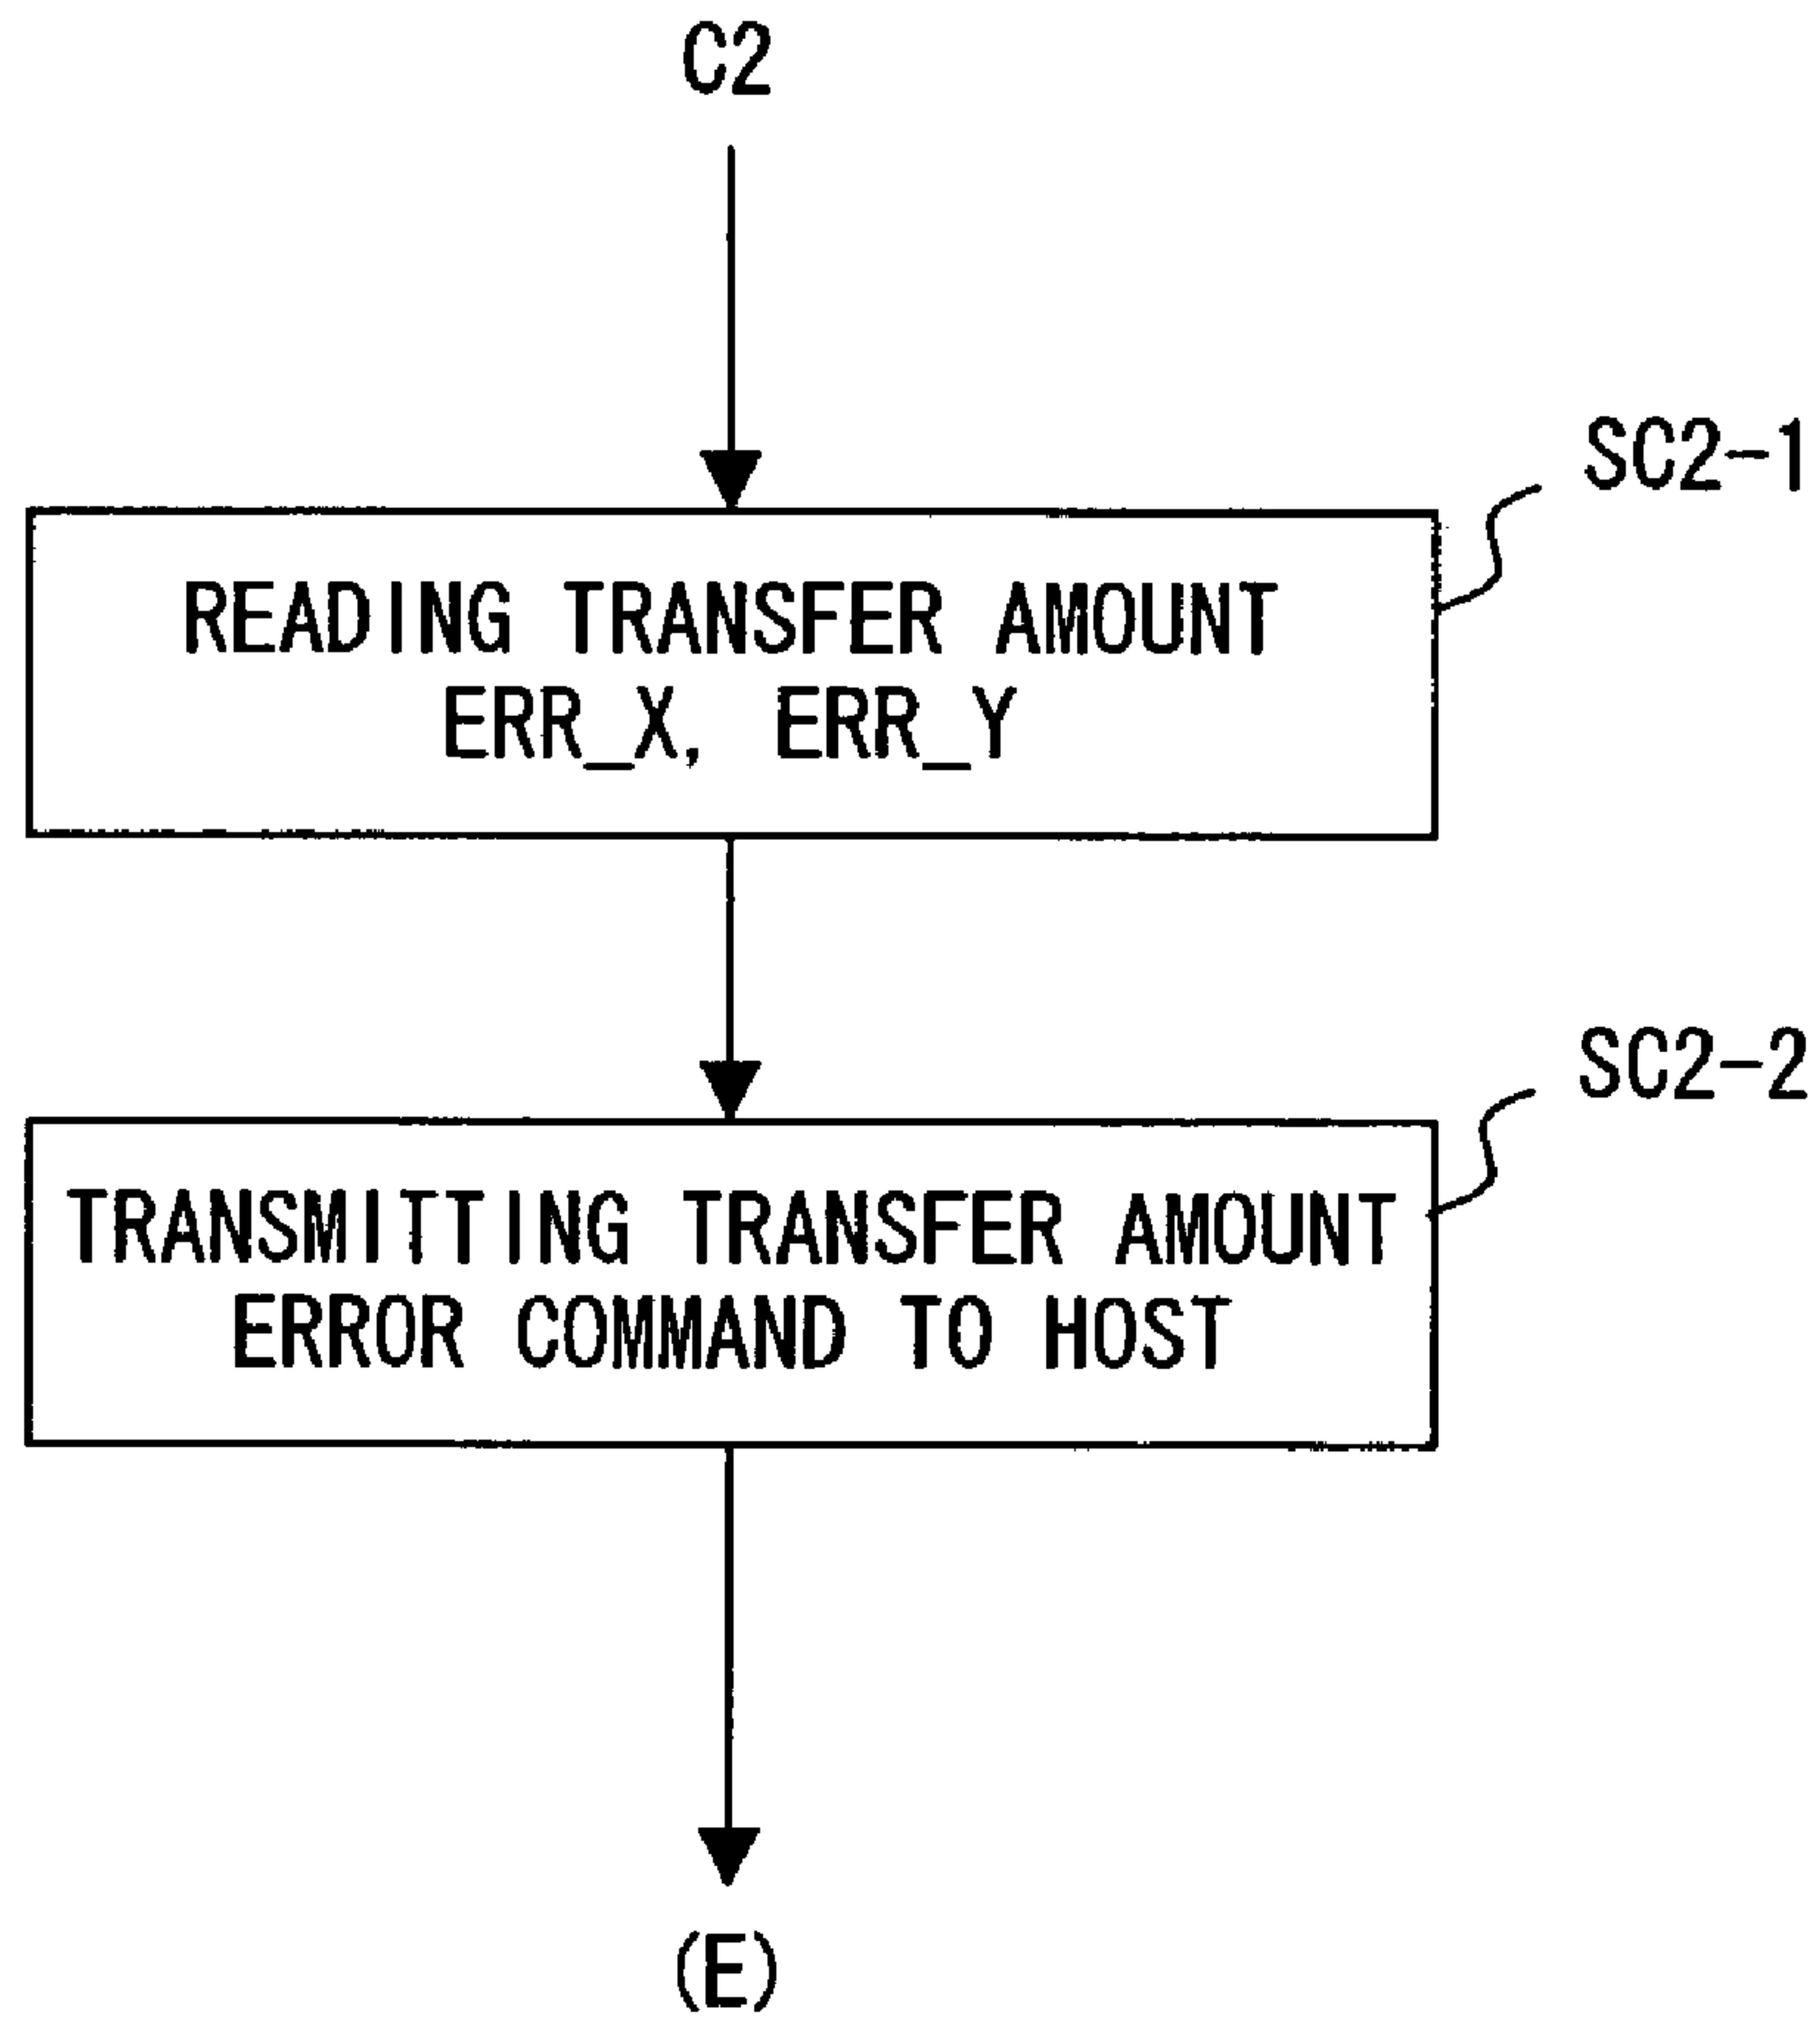 C2
SC2-1
READING TRANSFER AMOUNT
ERR_X, ERR_Y
SC2-2
TRANSMITTING TRANSFER AMOUNT
ERROR COMMAND TO HOST
(E)